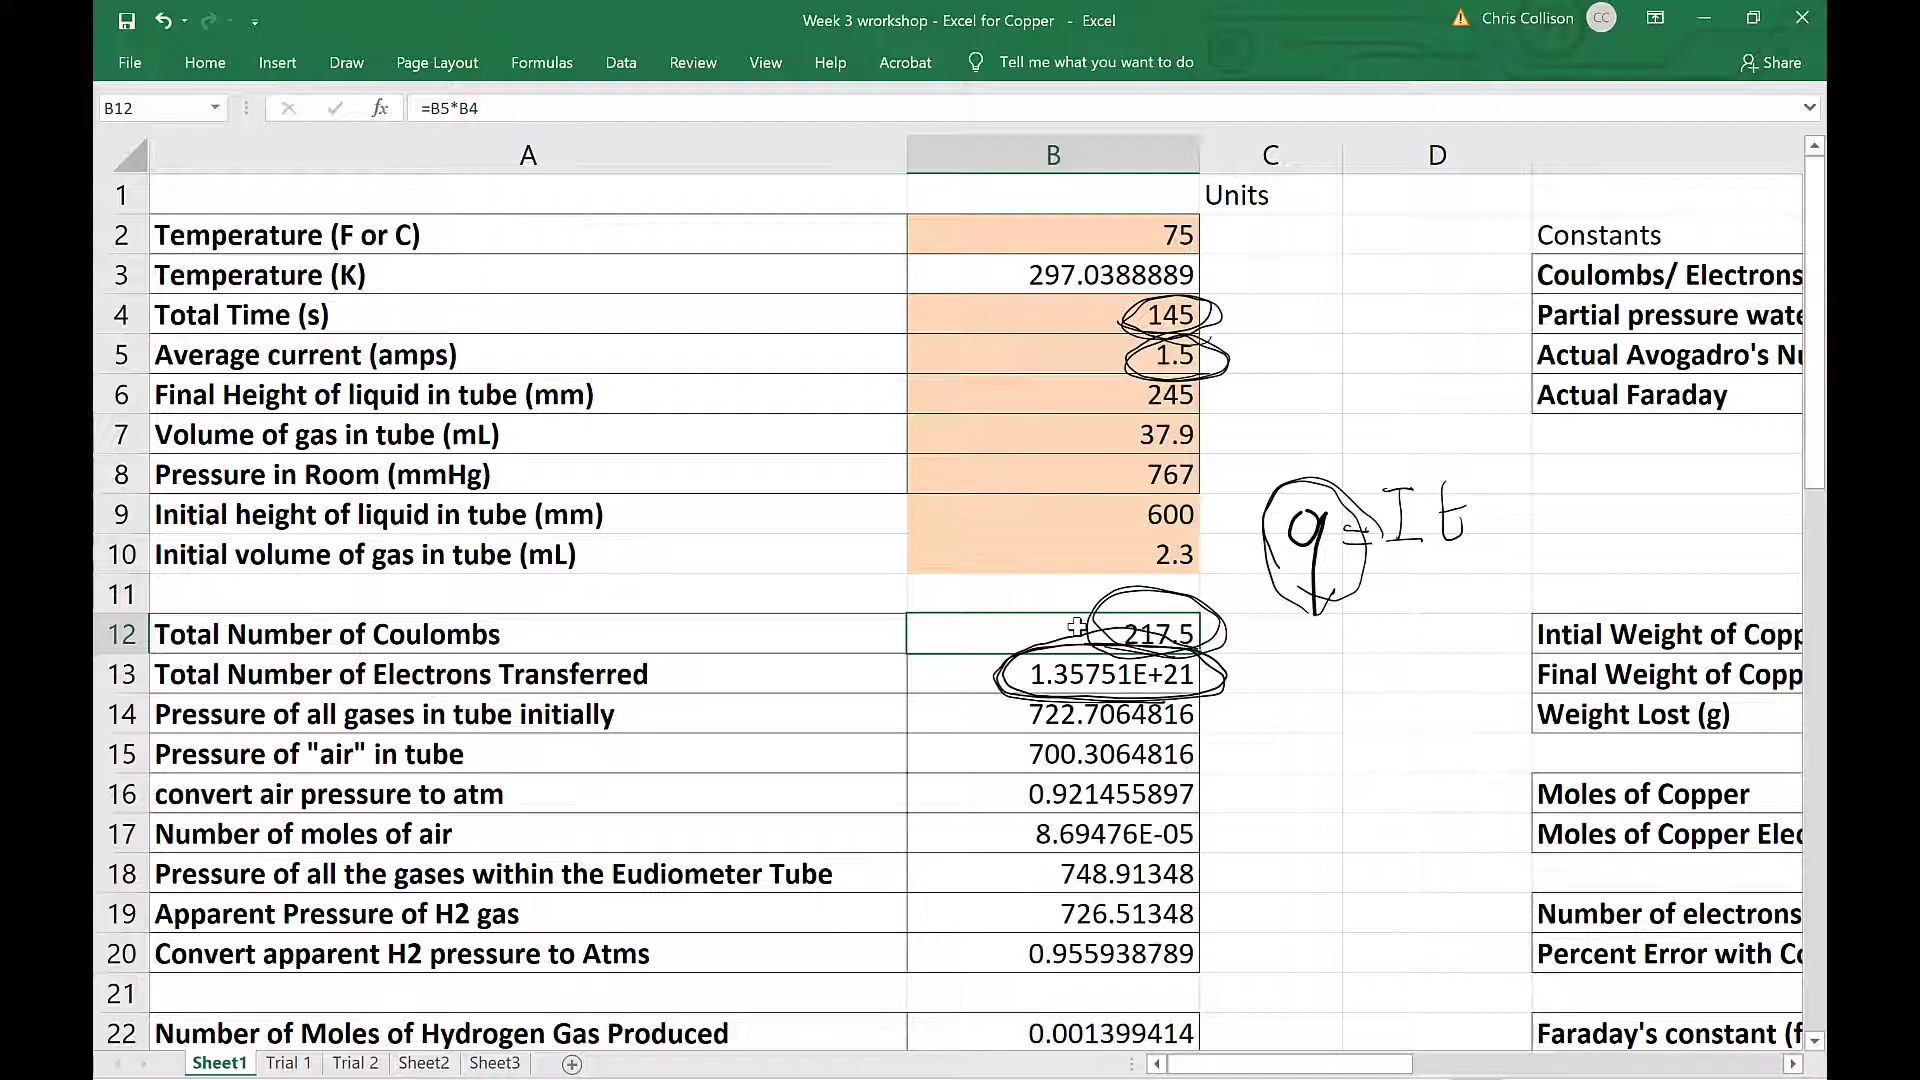 Week 3 wrokshop - Excel for Copper - Excel
Chris Collison CC
File Home Insert Draw Page Layout Formulas Data Review View Help Acrobat Tell me what you want to do Share
B12 fx =B5*B4
A B C D
1 Units
2 Temperature (F or C) 75 Constants
3 Temperature (K) 297.0388889 Coulombs/ Electrons
4 Total Time (s) 145 Partial pressure wate
5 Average current (amps) 1.5 Actual Avogadro's Nu
6 Final Height of liquid in tube (mm) 245 Actual Faraday
7 Volume of gas in tube (mL) 37.9
8 Pressure in Room (mmHg) 767
9 Initial height of liquid in tube (mm) 600
q = I t
10 Initial volume of gas in tube (mL) 2.3
11
12 Total Number of Coulombs 217.5 Intial Weight of Copp
13 Total Number of Electrons Transferred 1.35751E+21 Final Weight of Copp
14 Pressure of all gases in tube initially 722.7064816 Weight Lost (g)
15 Pressure of "air" in tube 700.3064816
16 convert air pressure to atm 0.921455897 Moles of Copper
17 Number of moles of air 8.69476E-05 Moles of Copper Elec
18 Pressure of all the gases within the Eudiometer Tube 748.91348
19 Apparent Pressure of H2 gas 726.51348 Number of electrons
20 Convert apparent H2 pressure to Atms 0.955938789 Percent Error with Co
21
22 Number of Moles of Hydrogen Gas Produced 0.001399414 Faraday's constant (f
Sheet1 Trial 1 Trial 2 Sheet2 Sheet3